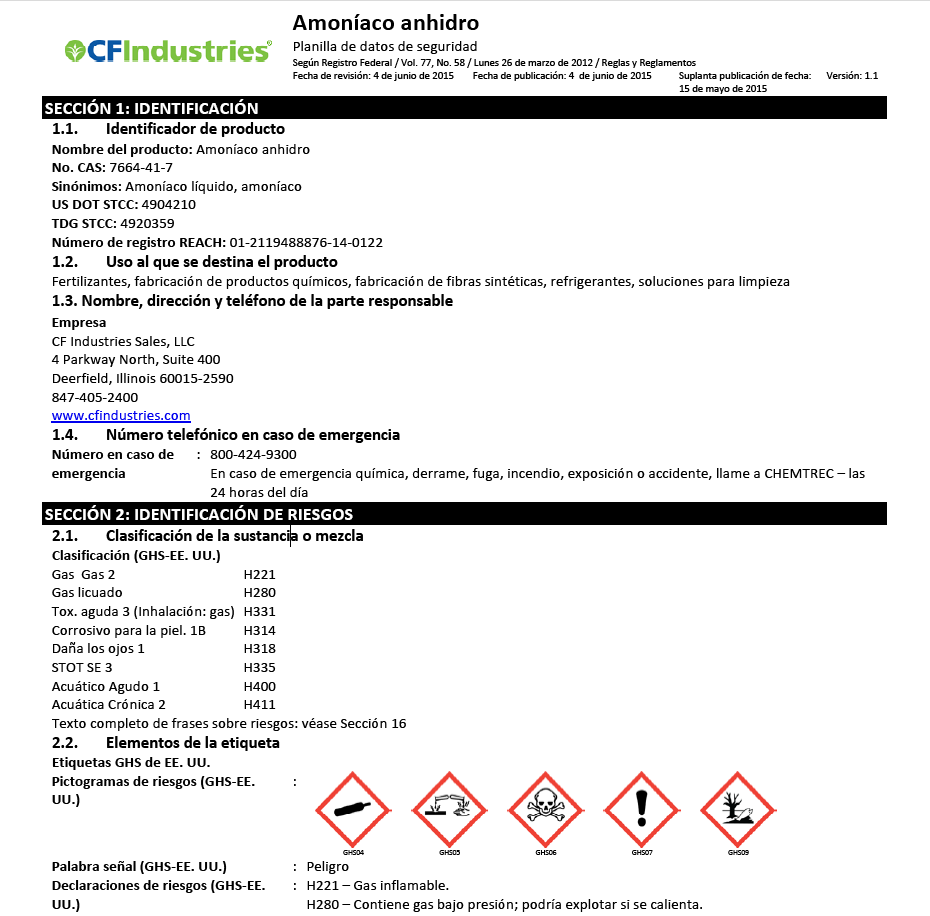 CFIndustries®
Amoníaco anhidro
Planilla de datos de seguridad
Según Registro Federal / Vol. 77, No. 58 / Lunes 26 de marzo de 2012 / Reglas y Reglamentos
Fecha de revisión: 4 de junio de 2015 Fecha de publicación: 4 de junio de 2015 Suplanta publicación de fecha: Versión: 1.1
15 de mayo de 2015
SECCIÓN 1: IDENTIFICACIÓN
1.1. Identificador de producto
Nombre del producto: Amoníaco anhidro
No. CAS: 7664-41-7
Sinónimos: Amoníaco líquido, amoníaco
US DOT STCC: 4904210
TDG STCC: 4920359
Número de registro REACH: 01-2119488876-14-0122
1.2. Uso al que se destina el producto
Fertilizantes, fabricación de productos químicos, fabricación de fibras sintéticas, refrigerantes, soluciones para limpieza
1.3. Nombre, dirección y teléfono de la parte responsable
Empresa
CF Industries Sales, LLC
4 Parkway North, Suite 400
Deerfield, Illinois 60015-2590
847-405-2400
www.cfindustries.com
1.4. Número telefónico en caso de emergencia
Número en caso de : 800-424-9300
emergencia En caso de emergencia química, derrame, fuga, incendio, exposición o accidente, llame a CHEMTREC – las
24 horas del día
SECCIÓN 2: IDENTIFICACIÓN DE RIESGOS
2.1. Clasificación de la sustancia o mezcla
Clasificación (GHS-EE. UU.)
Gas Gas 2 H221
Gas licuado H280
Tox. aguda 3 (Inhalación: gas) H331
Corrosivo para la piel. 1B H314
Daña los ojos 1 H318
STOT SE 3 H335
Acuático Agudo 1 H400
Acuática Crónica 2 H411
Texto completo de frases sobre riesgos: véase Sección 16
2.2. Elementos de la etiqueta
Etiquetas GHS de EE. UU.
Pictogramas de riesgos (GHS-EE. :
UU.)
GHS04 GHS05 GHS06 GHS07 GHS09
Palabra señal (GHS-EE. UU.) : Peligro
Declaraciones de riesgos (GHS-EE. : H221 – Gas inflamable.
UU.) H280 – Contiene gas bajo presión; podría explotar si se calienta.